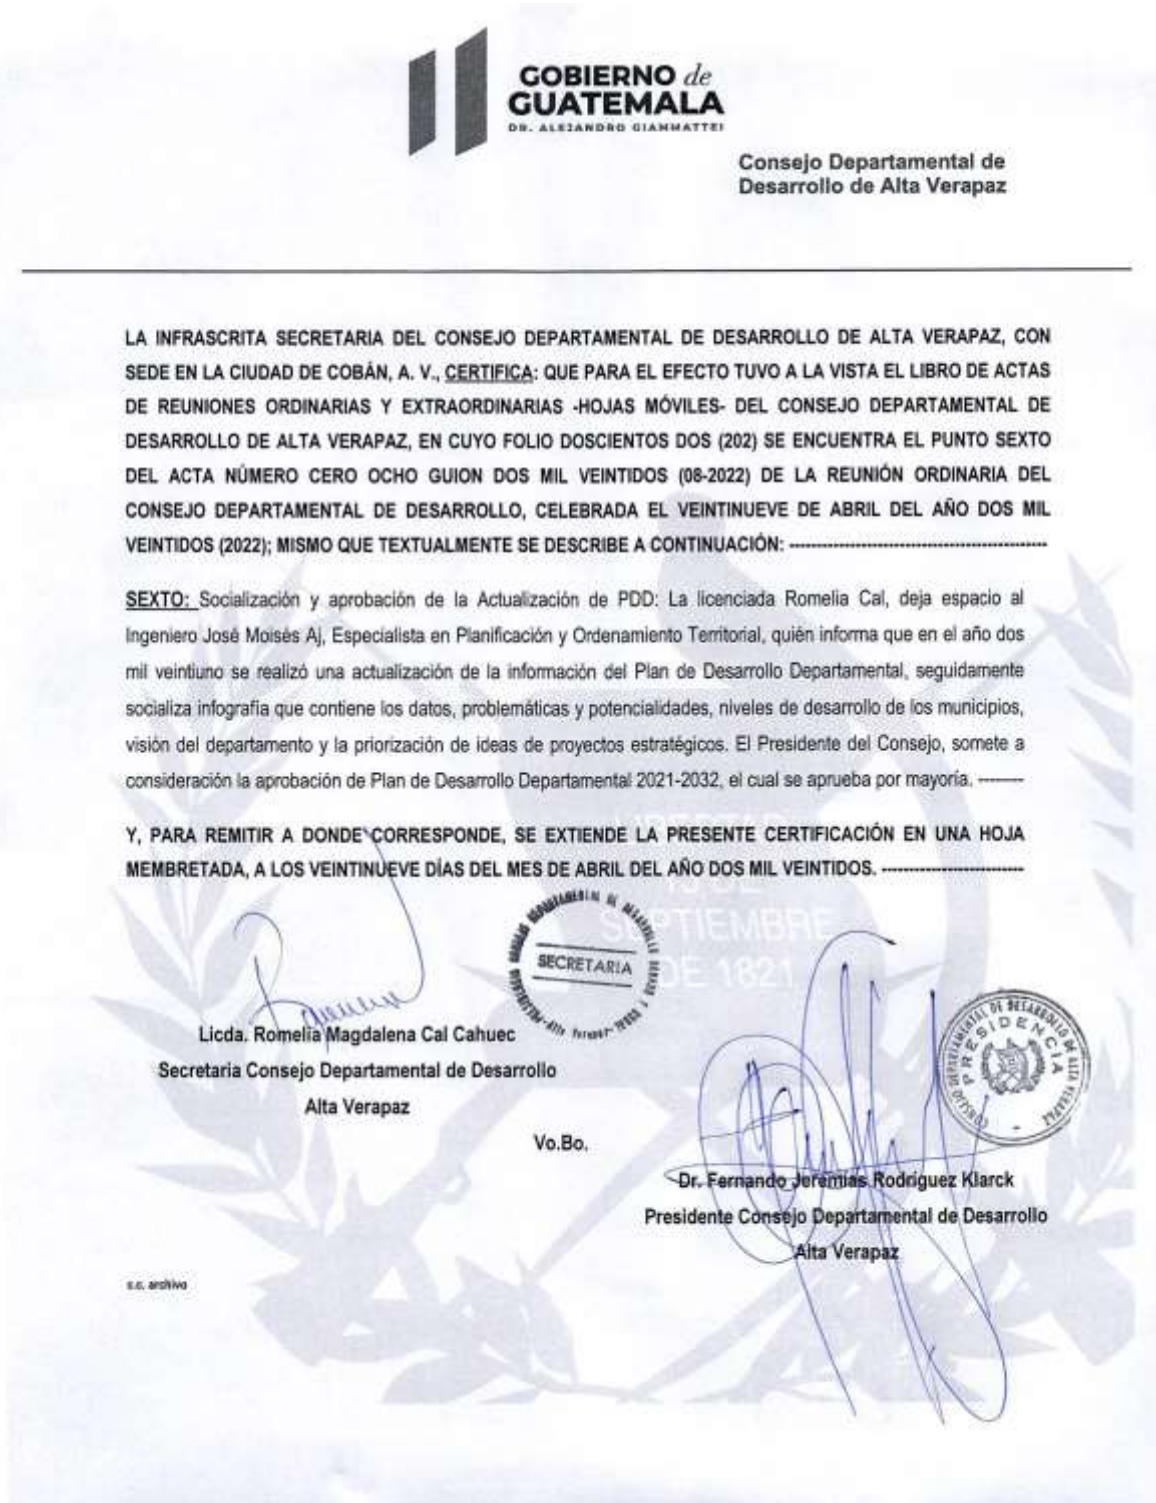 GOBIERNO de
GUATEMALA
DR. ALEJANDRO GIAMMATTEI
Consejo Departamental de
Desarrollo de Alta Verapaz
LA INFRASCRITA SECRETARIA DEL CONSEJO DEPARTAMENTAL DE DESARROLLO DE ALTA VERAPAZ, CON
SEDE EN LA CIUDAD DE COBÁN, A. V., CERTIFICA: QUE PARA EL EFECTO TUVO A LA VISTA EL LIBRO DE ACTAS
DE REUNIONES ORDINARIAS Y EXTRAORDINARIAS -HOJAS MÓVILES- DEL CONSEJO DEPARTAMENTAL DE
DESARROLLO DE ALTA VERAPAZ, EN CUYO FOLIO DOSCIENTOS DOS (202) SE ENCUENTRA EL PUNTO SEXTO
DEL ACTA NÚMERO CERO OCHO GUION DOS MIL VEINTIDOS (08-2022) DE LA REUNIÓN ORDINARIA DEL
CONSEJO DEPARTAMENTAL DE DESARROLLO, CELEBRADA EL VEINTINUEVE DE ABRIL DEL AÑO DOS MIL
VEINTIDOS (2022); MISMO QUE TEXTUALMENTE SE DESCRIBE A CONTINUACIÓN: ------------------------------------------------
SEXTO: Socialización y aprobación de la Actualización de PDD: La licenciada Romelia Cal, deja espacio al
Ingeniero José Moisés Aj, Especialista en Planificación y Ordenamiento Territorial, quién informa que en el año dos
mil veintiuno se realizó una actualización de la información del Plan de Desarrollo Departamental, seguidamente
socializa infografía que contiene los datos, problemáticas y potencialidades, niveles de desarrollo de los municipios,
visión del departamento y la priorización de ideas de proyectos estratégicos. El Presidente del Consejo, somete a
consideración la aprobación de Plan de Desarrollo Departamental 2021-2032, el cual se aprueba por mayoría. --------
Y, PARA REMITIR A DONDE CORRESPONDE, SE EXTIENDE LA PRESENTE CERTIFICACIÓN EN UNA HOJA
MEMBRETADA, A LOS VEINTINUEVE DÍAS DEL MES DE ABRIL DEL AÑO DOS MIL VEINTIDOS. --------------------------
LIBERTAD
15 DE
SEPTIEMBRE
DE 1821
SECRETARIA
Licda. Romelia Magdalena Cal Cahuec
Secretaria Consejo Departamental de Desarrollo
Alta Verapaz
CONSEJO DEPARTAMENTAL DE DESARROLLO DE ALTA VERAPAZ
PRESIDENCIA
Vo.Bo.
Dr. Fernando Jeremías Rodríguez Klarck
Presidente Consejo Departamental de Desarrollo
Alta Verapaz
c.c. archivo